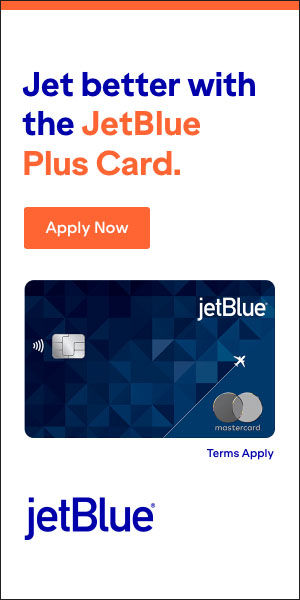 Jet better with
the JetBlue
Plus Card.
Apply Now
jetBlue®
mastercard
Terms Apply
jetBlue®